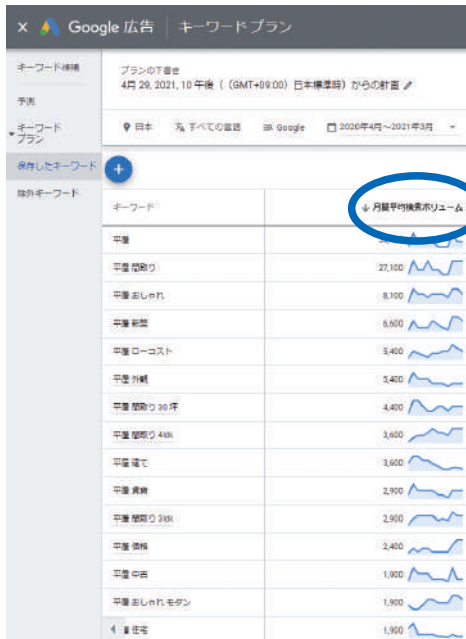 × Google 広告 キーワードプラン
キーワード候補
プランの下書き
4月 29, 2021, 10 午後 ( (GMT+09:00) 日本標準時) からの計画
予測
キーワードプラン
日本 すべての言語 Google 2020年4月~2021年3月
保存したキーワード
+
除外キーワード
キーワード ↓ 月間平均検索ボリューム
平屋
平屋 間取り 27,100
平屋 おしゃれ 8,100
平屋 新築 6,600
平屋 ローコスト 5,400
平屋 外観 5,400
平屋 間取り 30 坪 4,400
平屋 間取り 4ldk 3,600
平屋 建て 3,600
平屋 賃貸 2,900
平屋 間取り 3ldk 2,900
平屋 価格 2,400
平屋 中古 1,900
平屋 おしゃれ モダン 1,900
住宅 1,900